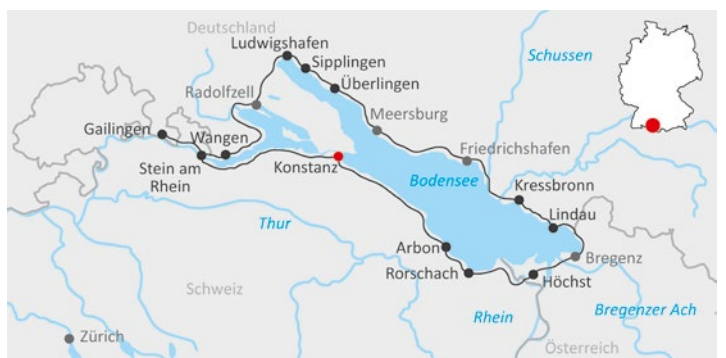 Deutschland
Ludwigshafen
Sipplingen
Schussen
Überlingen
Radolfzell
Meersburg
Gailingen
Wangen
Friedrichshafen
Stein am
Rhein
Konstanz
Bodensee
Kressbronn
Thur
Lindau
Arbon
Bregenz
Rorschach
Höchst
Schweiz
Rhein
Bregenzer Ach
Zürich
Österreich